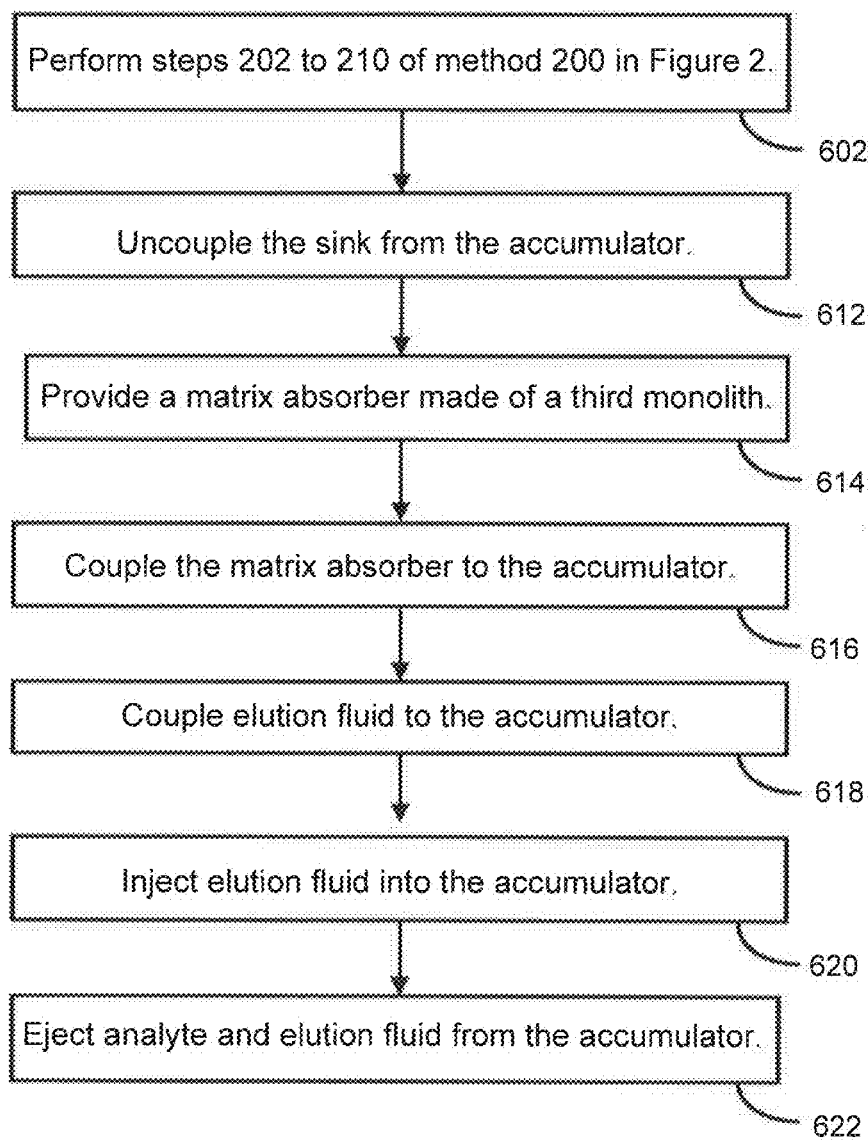 Perform steps 202 to 210 of method 200 in Figure 2.
602
Uncouple the sink from the accumulator.
612
Provide a matrix absorber made of a third monolith.
614
Couple the matrix absorber to the accumulator.
616
Couple elution fluid to the accumulator.
618
Inject elution fluid into the accumulator.
620
Eject analyte and elution fluid from the accumulator.
622